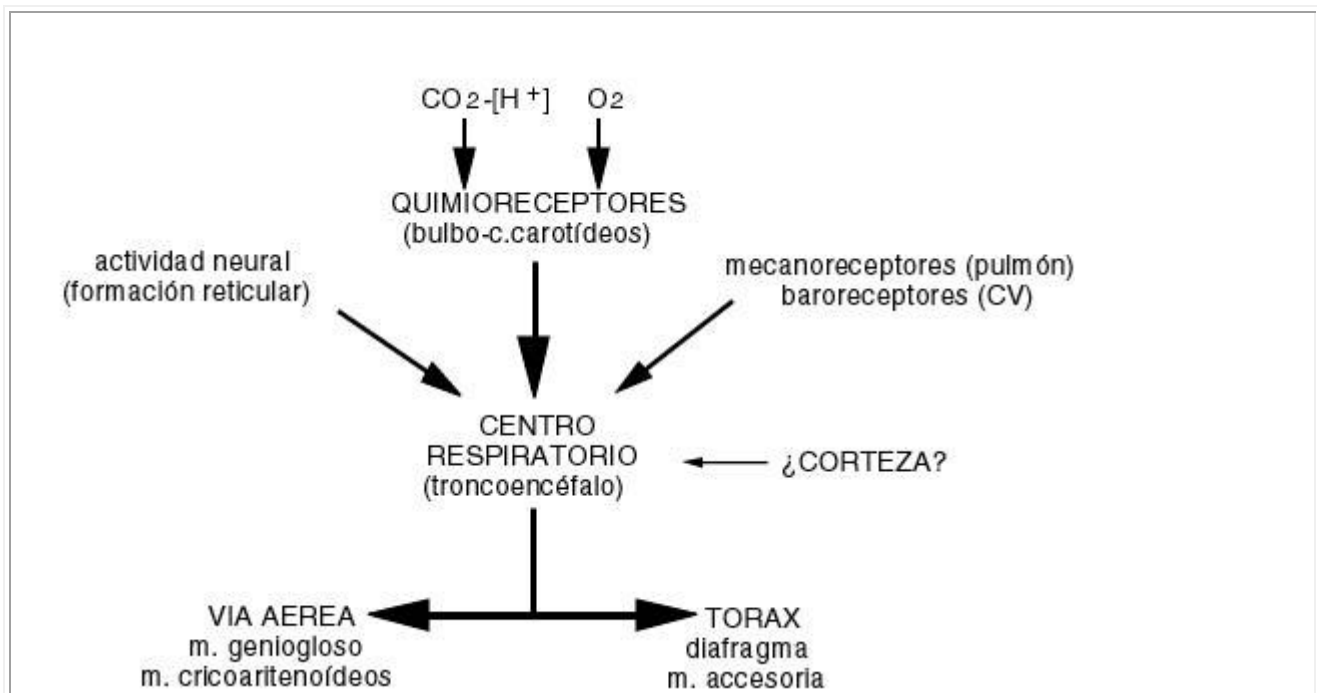 CO2-[H+] O2
QUIMIORECEPTORES
(bulbo-c.carotídeos)
actividad neural
(formación reticular)
mecanoreceptores (pulmón)
baroreceptores (CV)
CENTRO
RESPIRATORIO
(troncoencéfalo)
¿CORTEZA?
VIA AEREA
m. geniogloso
m. cricoaritenoídeos
TORAX
diafragma
m. accesoria